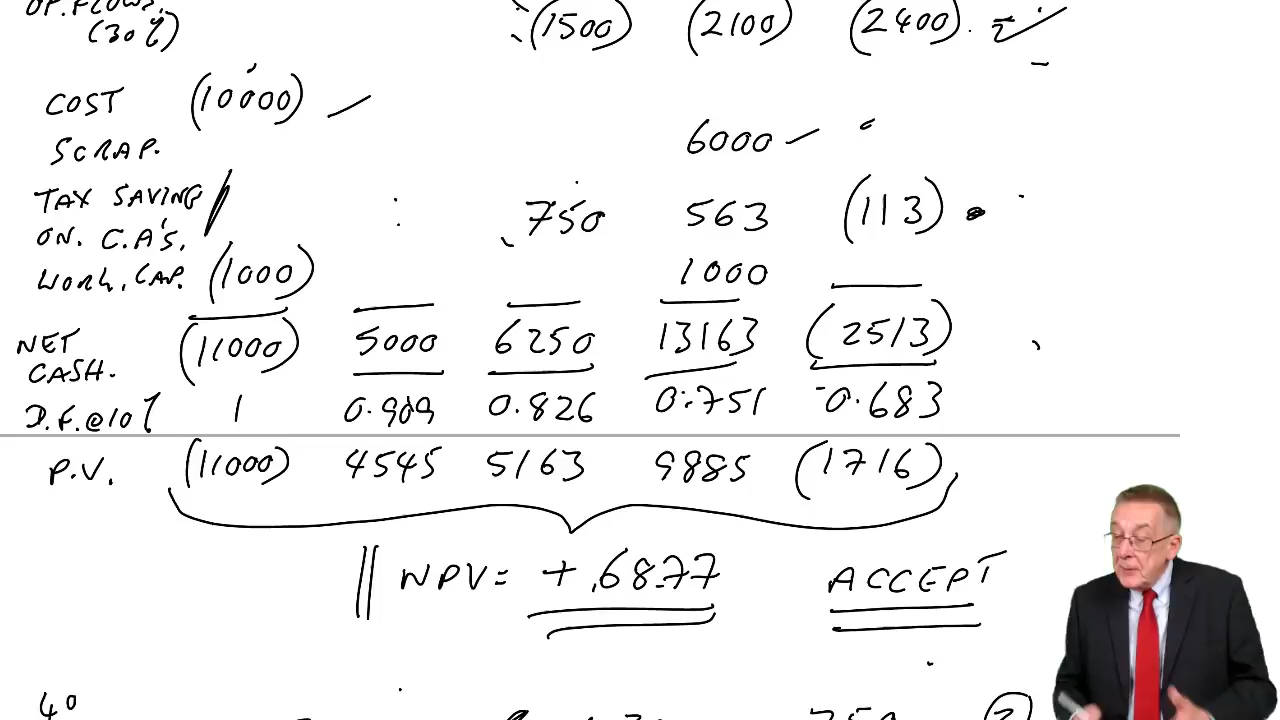 OP. FLOWS.
(30%) (1500) (2100) (2400)
COST (10000)
SCRAP. 6000
TAX SAVING
ON. C.A'S. 750 563 (113)
WORK. CAP. (1000) 1000
NET
CASH. (11000) 5000 6250 13163 (2513)
D.F.@10% 1 0.909 0.826 0.751 0.683
P.V. (11000) 4545 5163 9885 (1716)
NPV= +6877 ACCEPT